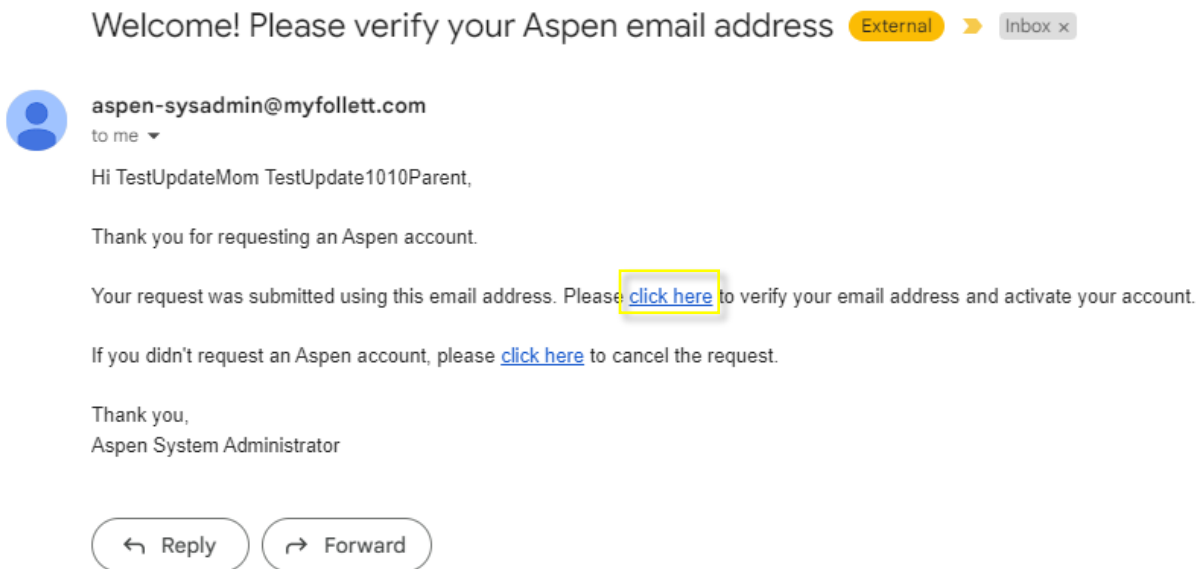 Welcome! Please verify your Aspen email address External Inbox x
aspen-sysadmin@myfollett.com
to me
Hi TestUpdateMom TestUpdate1010Parent,
Thank you for requesting an Aspen account.
Your request was submitted using this email address. Please click here to verify your email address and activate your account.
If you didn't request an Aspen account, please click here to cancel the request.
Thank you,
Aspen System Administrator
Reply Forward